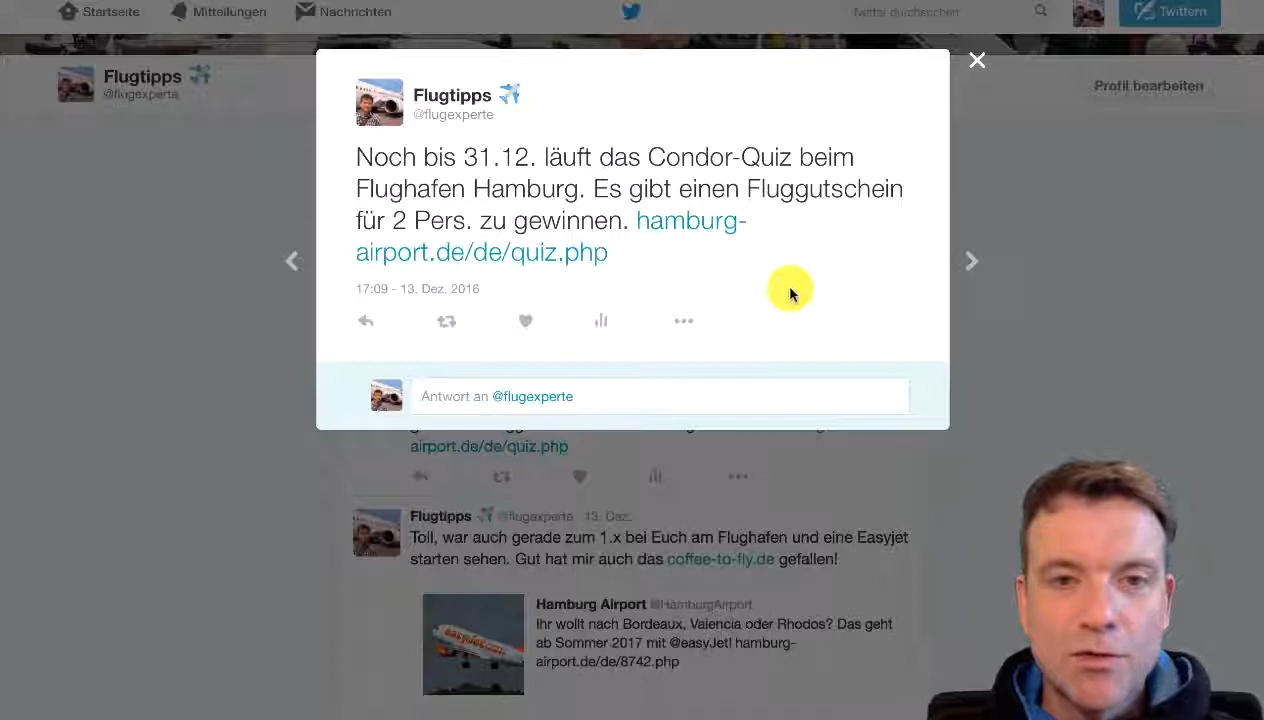 Startseite
Mitteilungen
Nachrichten
Twitter durchsuchen
Twittern
Flugtipps
@flugexperte
Profil bearbeiten
Flugtipps
@flugexperte
Noch bis 31.12. läuft das Condor-Quiz beim
Flughafen Hamburg. Es gibt einen Fluggutschein
für 2 Pers. zu gewinnen. hamburg-
airport.de/de/quiz.php
17:09 - 13. Dez. 2016
Antwort an @flugexperte
airport.de/de/quiz.php
Flugtipps @flugexperte · 13. Dez.
Toll, war auch gerade zum 1.x bei Euch am Flughafen und eine Easyjet
starten sehen. Gut hat mir auch das coffee-to-fly.de gefallen!
Hamburg Airport @HamburgAirport
Ihr wollt nach Bordeaux, Valencia oder Rhodos? Das geht
ab Sommer 2017 mit @easyJet! hamburg-
airport.de/de/8742.php
easyJet.com